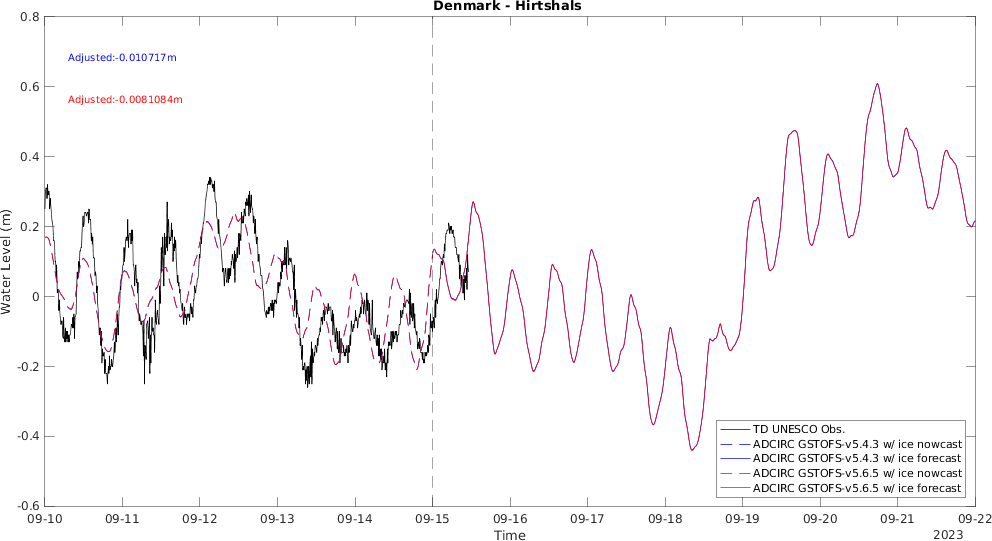 Denmark - Hirtshals
0.8
0.6
0.4
0.2
0
-0.2
-0.4
-0.6
Water Level (m)
Adjusted:-0.010717m
Adjusted:-0.0081084m
TD UNESCO Obs.
ADCIRC GSTOFS-v5.4.3 w/ ice nowcast
ADCIRC GSTOFS-v5.4.3 w/ ice forecast
ADCIRC GSTOFS-v5.6.5 w/ ice nowcast
ADCIRC GSTOFS-v5.6.5 w/ ice forecast
09-10 09-11 09-12 09-13 09-14 09-15 09-16 09-17 09-18 09-19 09-20 09-21 09-22
Time
2023